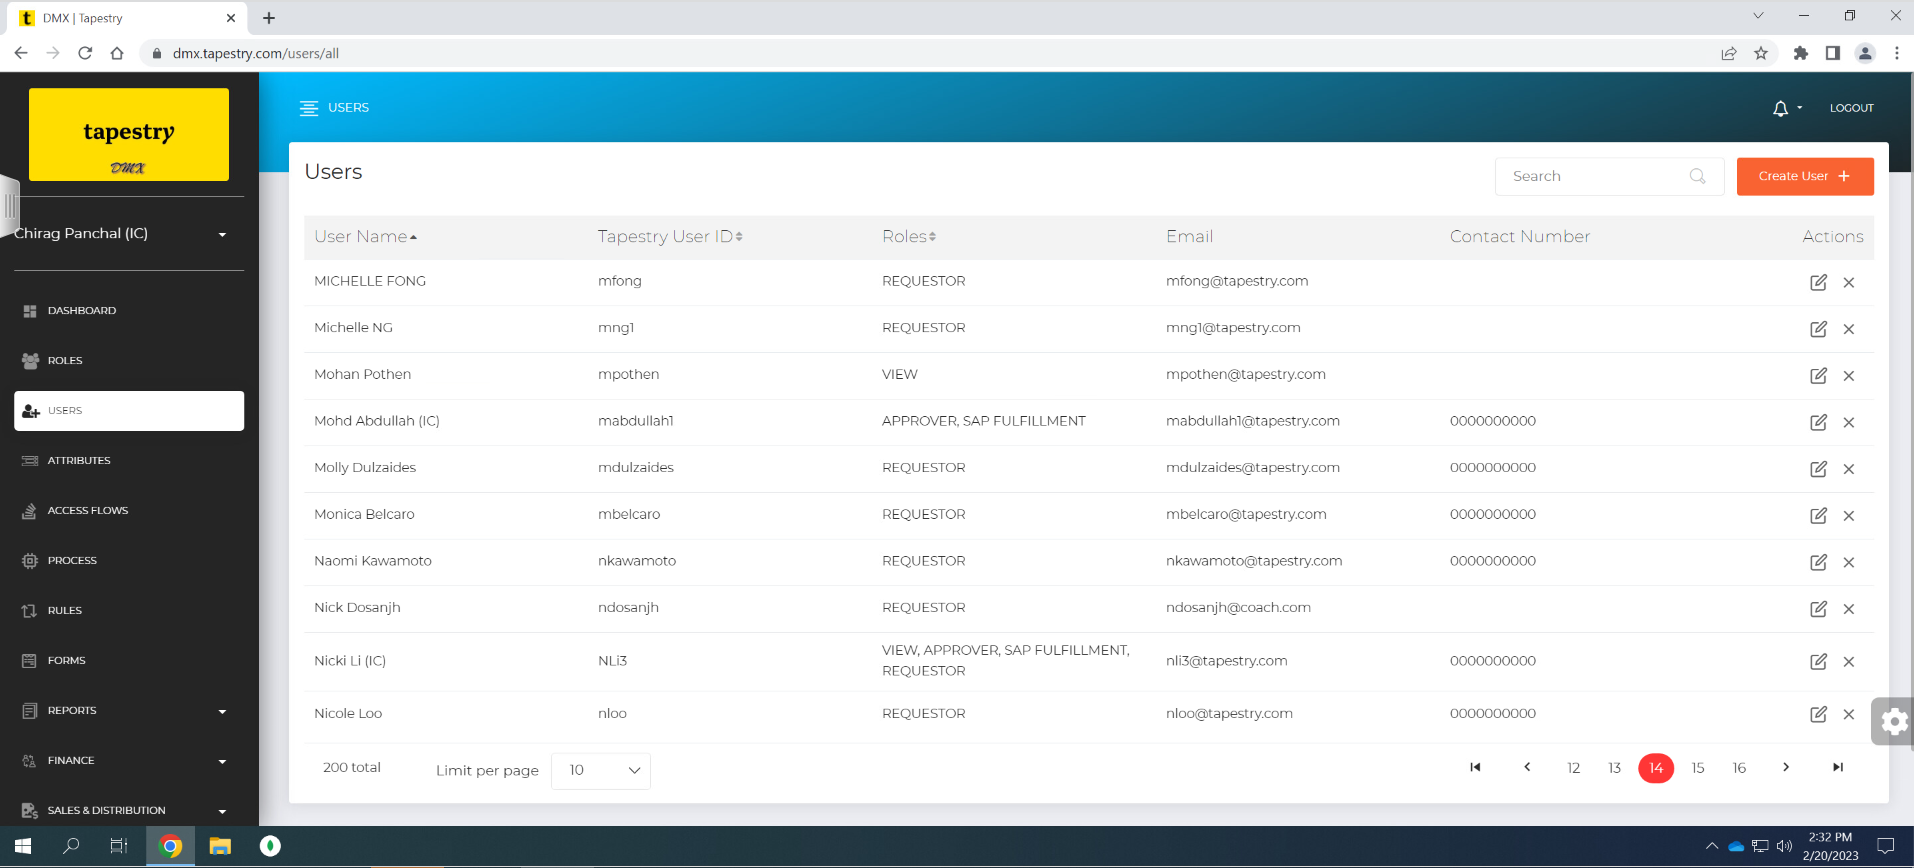 DMX | Tapestry
dmx.tapestry.com/users/all
tapestry
DMX
Chirag Panchal (IC)
DASHBOARD
ROLES
USERS
ATTRIBUTES
ACCESS FLOWS
PROCESS
RULES
FORMS
REPORTS
FINANCE
SALES & DISTRIBUTION
USERS
LOGOUT
Users
Search
Create User +
User Name Tapestry User ID Roles Email Contact Number Actions
MICHELLE FONG mfong REQUESTOR mfong@tapestry.com
Michelle NG mng1 REQUESTOR mng1@tapestry.com
Mohan Pothen mpothen VIEW mpothen@tapestry.com
Mohd Abdullah (IC) mabdullah1 APPROVER, SAP FULFILLMENT mabdullah1@tapestry.com 0000000000
Molly Dulzaides mdulzaides REQUESTOR mdulzaides@tapestry.com 0000000000
Monica Belcaro mbelcaro REQUESTOR mbelcaro@tapestry.com 0000000000
Naomi Kawamoto nkawamoto REQUESTOR nkawamoto@tapestry.com 0000000000
Nick Dosanjh ndosanjh REQUESTOR ndosanjh@coach.com
Nicki Li (IC) NLi3 VIEW, APPROVER, SAP FULFILLMENT, REQUESTOR nli3@tapestry.com 0000000000
Nicole Loo nloo REQUESTOR nloo@tapestry.com 0000000000
200 total Limit per page 10 12 13 14 15 16
2:32 PM
2/20/2023